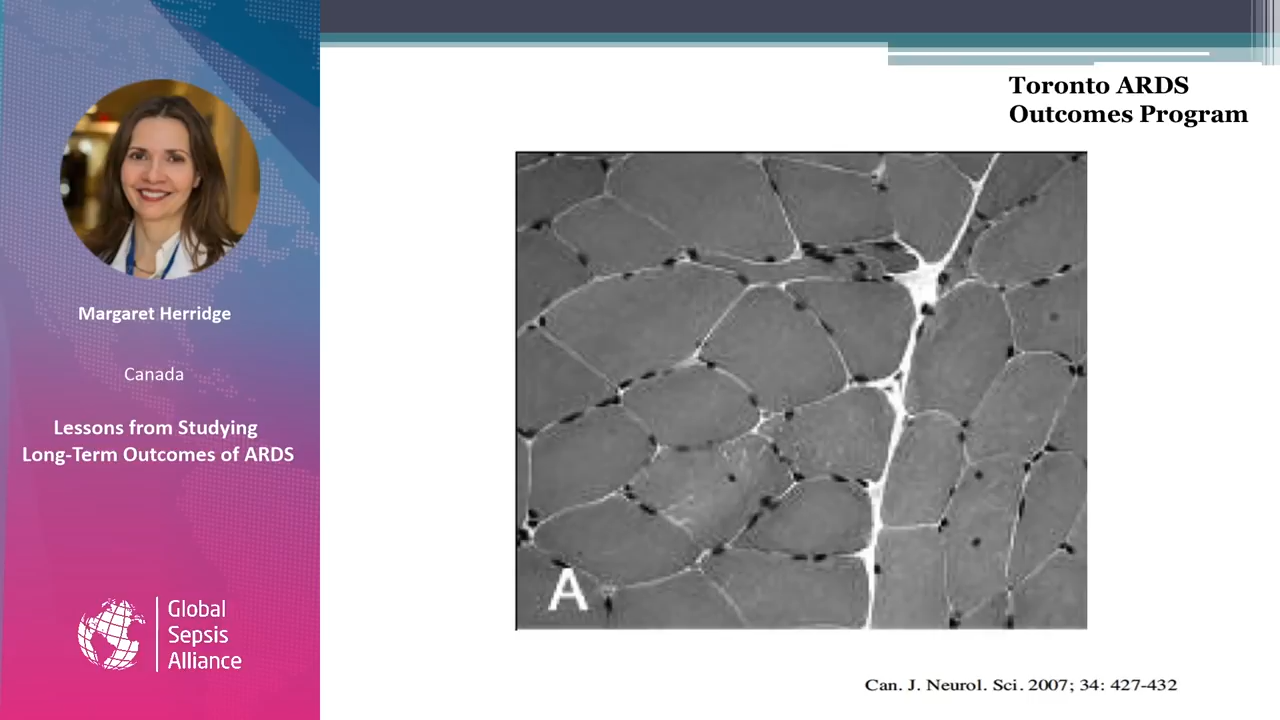 Margaret Herridge
Canada
Lessons from Studying
Long-Term Outcomes of ARDS
Global
Sepsis
Alliance
Toronto ARDS
Outcomes Program
A
Can. J. Neurol. Sci. 2007; 34: 427-432